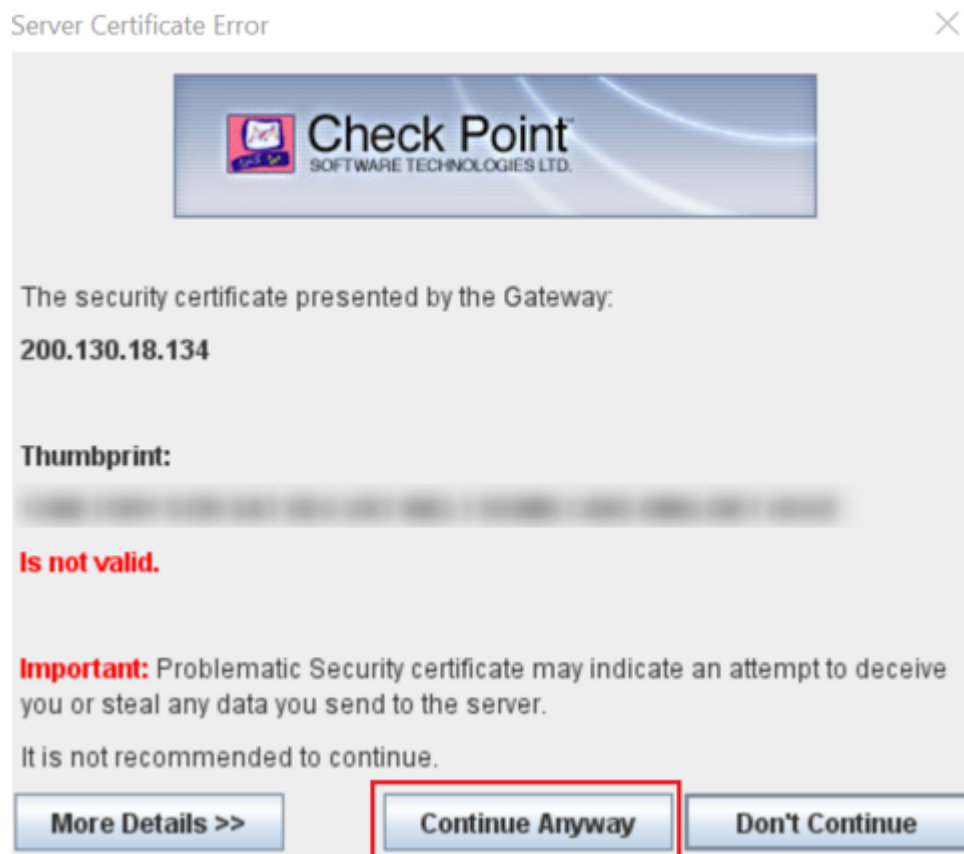 Server Certificate Error
Check Point
SOFTWARE TECHNOLOGIES LTD.
The security certificate presented by the Gateway:
200.130.18.134
Thumbprint:
Is not valid.
Important: Problematic Security certificate may indicate an attempt to deceive
you or steal any data you send to the server.
It is not recommended to continue.
More Details >> Continue Anyway Don't Continue